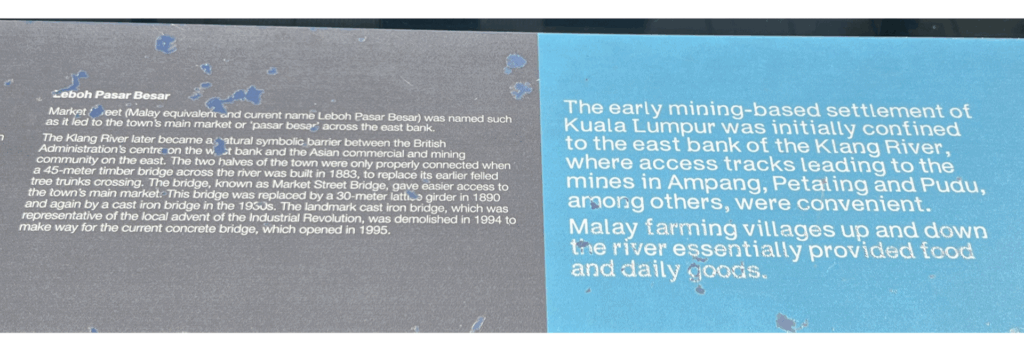 Leboh Pasar Besar
Market Street (Malay equivalent and current name Leboh Pasar Besar) was named such
as it led to the town's main market or 'pasar besar' across the east bank.
The Klang River later became a natural symbolic barrier between the British
Administration's centre on the west bank and the Asian commercial and mining
community on the east. The two halves of the town were only properly connected when
a 45-meter timber bridge across the river was built in 1883, to replace its earlier felled
tree trunks crossing. The bridge, known as Market Street Bridge, gave easier access to
the town's main market. This bridge was replaced by a 30-meter lattice girder in 1890
and again by a cast iron bridge in the 1930s. The landmark cast iron bridge, which was
representative of the local advent of the Industrial Revolution, was demolished in 1994 to
make way for the current concrete bridge, which opened in 1995.
The early mining-based settlement of
Kuala Lumpur was initially confined
to the east bank of the Klang River,
where access tracks leading to the
mines in Ampang, Petaling and Pudu,
among others, were convenient.
Malay farming villages up and down
the river essentially provided food
and daily goods.